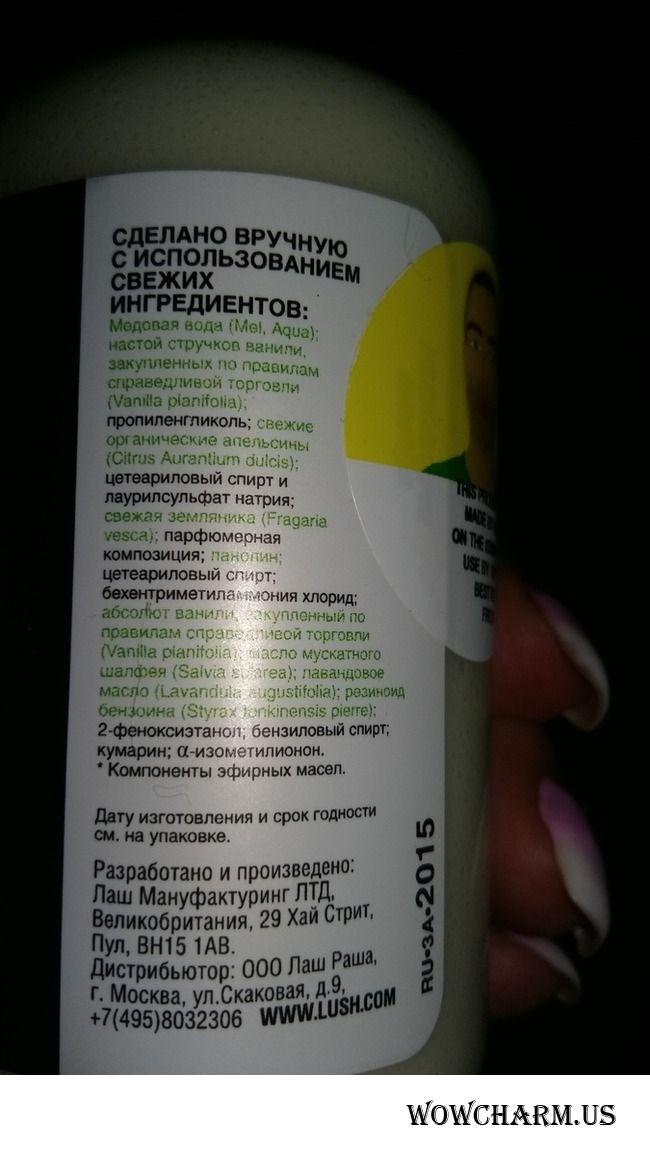 СДЕЛАНО ВРУЧНУЮ
С ИСПОЛЬЗОВАНИЕМ
СВЕЖИХ
ИНГРЕДИЕНТОВ:
Медовая вода (Mel, Aqua);
настой стручков ванили,
закупленных по правилам
справедливой торговли
(Vanilla planifolia);
пропиленгликоль; свежие
органические апельсины
(Citrus Aurantium dulcis);
цетеариловый спирт и
лаурилсульфат натрия;
свежая земляника (Fragaria
vesca); парфюмерная
композиция; ланолин;
цетеариловый спирт;
бехентриметиламмония хлорид;
абсолют ванили, закупленный по
правилам справедливой торговли
(Vanilla planifolia); масло мускатного
шалфея (Salvia sclarea); лавандовое
масло (Lavandula augustifolia); резиноид
бензоина (Styrax tonkinensis pierre);
2-феноксиэтанол; бензиловый спирт;
кумарин; α-изометилионон.
* Компоненты эфирных масел.
Дату изготовления и срок годности
см. на упаковке.
Разработано и произведено:
Лаш Мануфактуринг ЛТД,
Великобритания, 29 Хай Стрит,
Пул, BH15 1AB.
Дистрибьютор: ООО Лаш Раша,
г. Москва, ул.Скаковая, д.9,
+7(495)8032306 WWW.LUSH.COM
RU-3A-2015
THIS
MADE
ON THE
USE BY
BEST
WOWCHARM.US